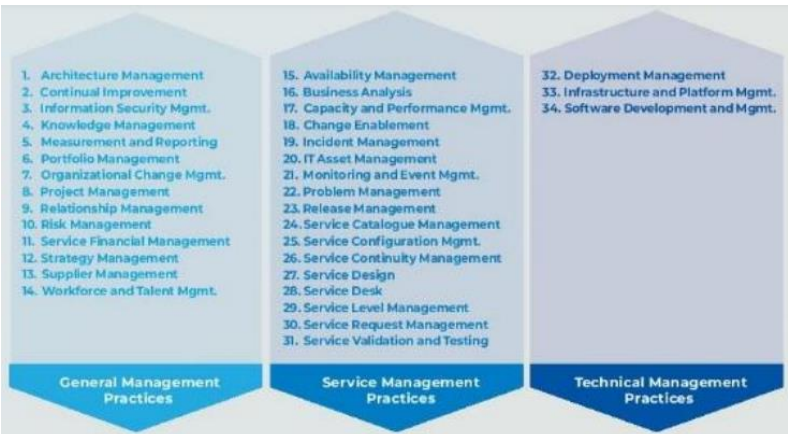 1. Architecture Management
2. Continual Improvement
3. Information Security Mgmt.
4. Knowledge Management
5. Measurement and Reporting
6. Portfolio Management
7. Organizational Change Mgmt.
8. Project Management
9. Relationship Management
10. Risk Management
11. Service Financial Management
12. Strategy Management
13. Supplier Management
14. Workforce and Talent Mgmt.
General Management
Practices
15. Availability Management
16. Business Analysis
17. Capacity and Performance Mgmt.
18. Change Enablement
19. Incident Management
20. IT Asset Management
21. Monitoring and Event Mgmt.
22. Problem Management
23. Release Management
24. Service Catalogue Management
25. Service Configuration Mgmt.
26. Service Continuity Management
27. Service Design
28. Service Desk
29. Service Level Management
30. Service Request Management
31. Service Validation and Testing
Service Management
Practices
32. Deployment Management
33. Infrastructure and Platform Mgmt.
34. Software Development and Mgmt.
Technical Management
Practices